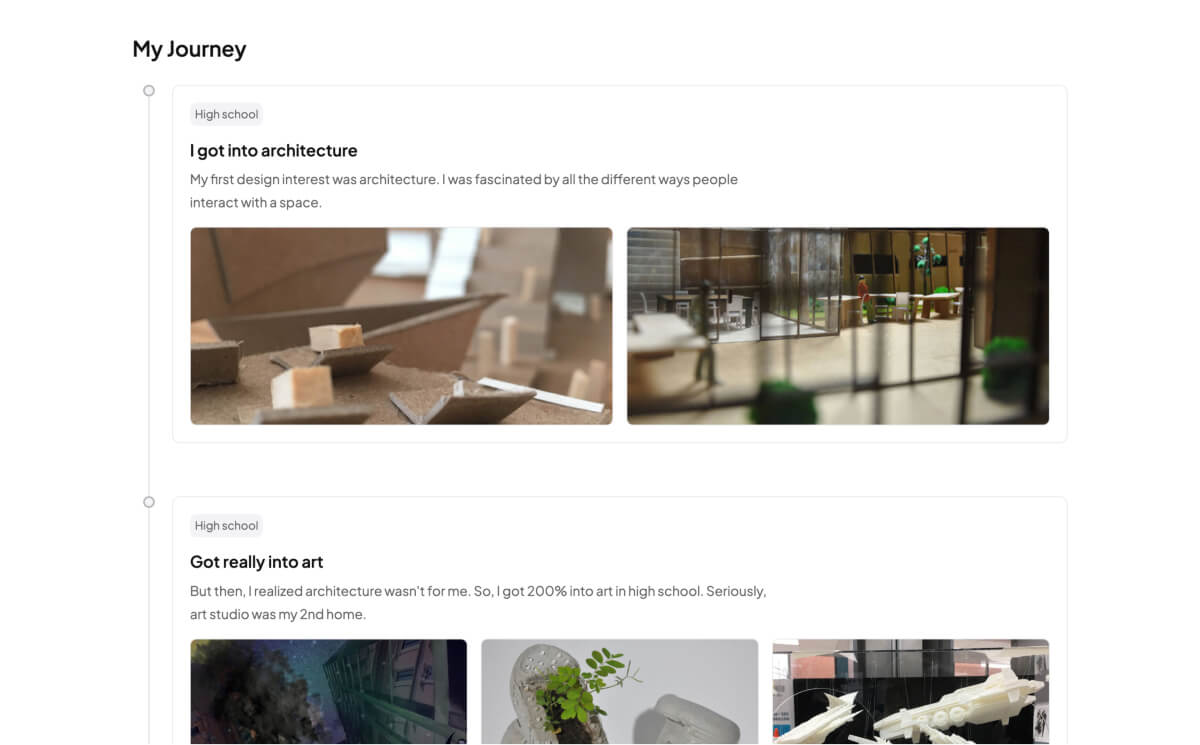 My Journey
High school
I got into architecture
My first design interest was architecture. I was fascinated by all the different ways people
interact with a space.
High school
Got really into art
But then, I realized architecture wasn't for me. So, I got 200% into art in high school. Seriously,
art studio was my 2nd home.